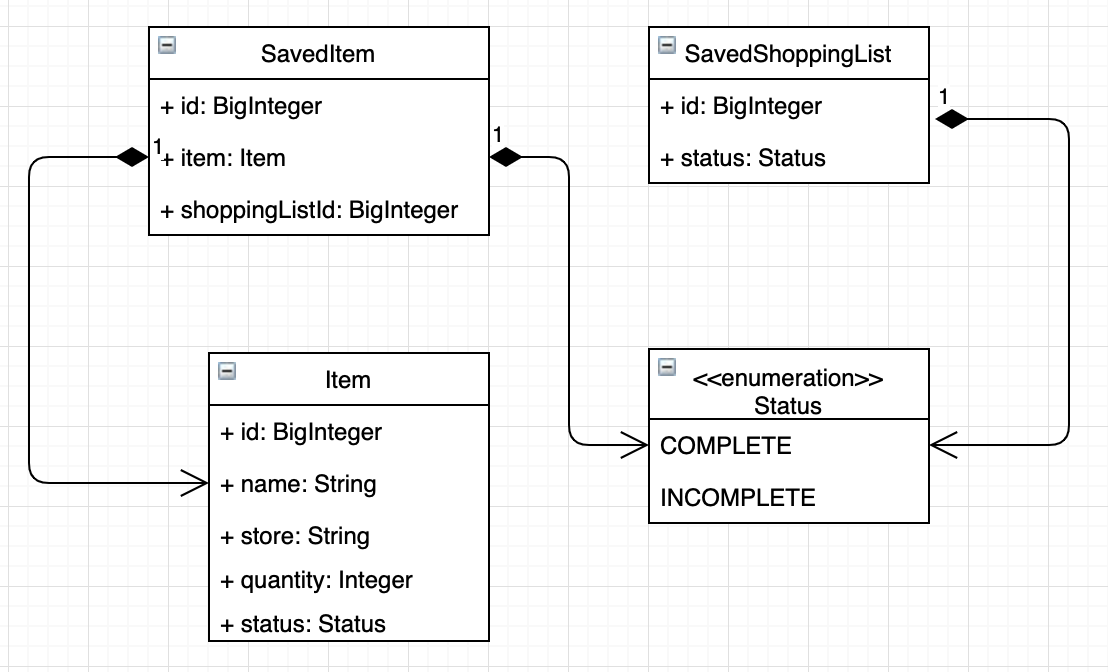 SavedItem
+ id: BigInteger
1
+ item: Item
+ shoppingListId: BigInteger
1
SavedShoppingList
+ id: BigInteger
+ status: Status
1
Item
+ id: BigInteger
+ name: String
+ store: String
+ quantity: Integer
+ status: Status
<<enumeration>>
Status
COMPLETE
INCOMPLETE